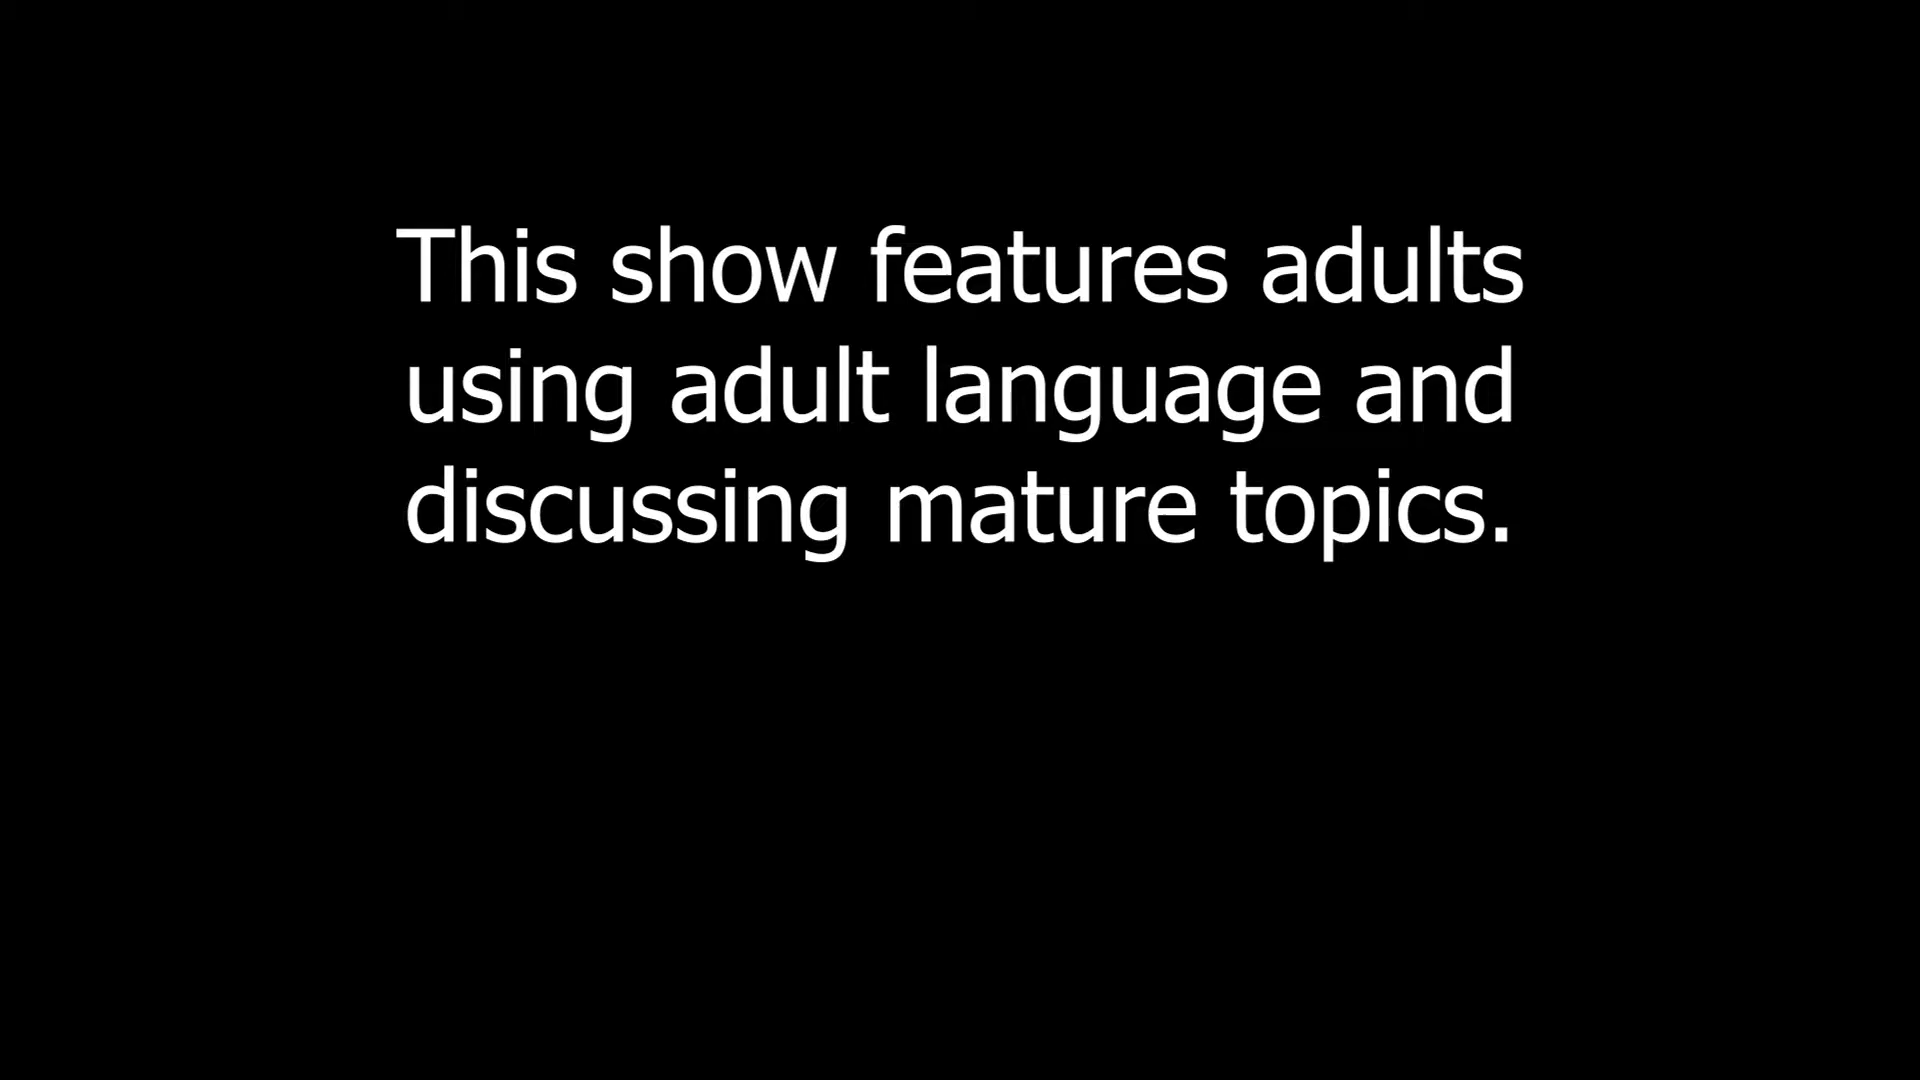 This show features adults
using adult language and
discussing mature topics.